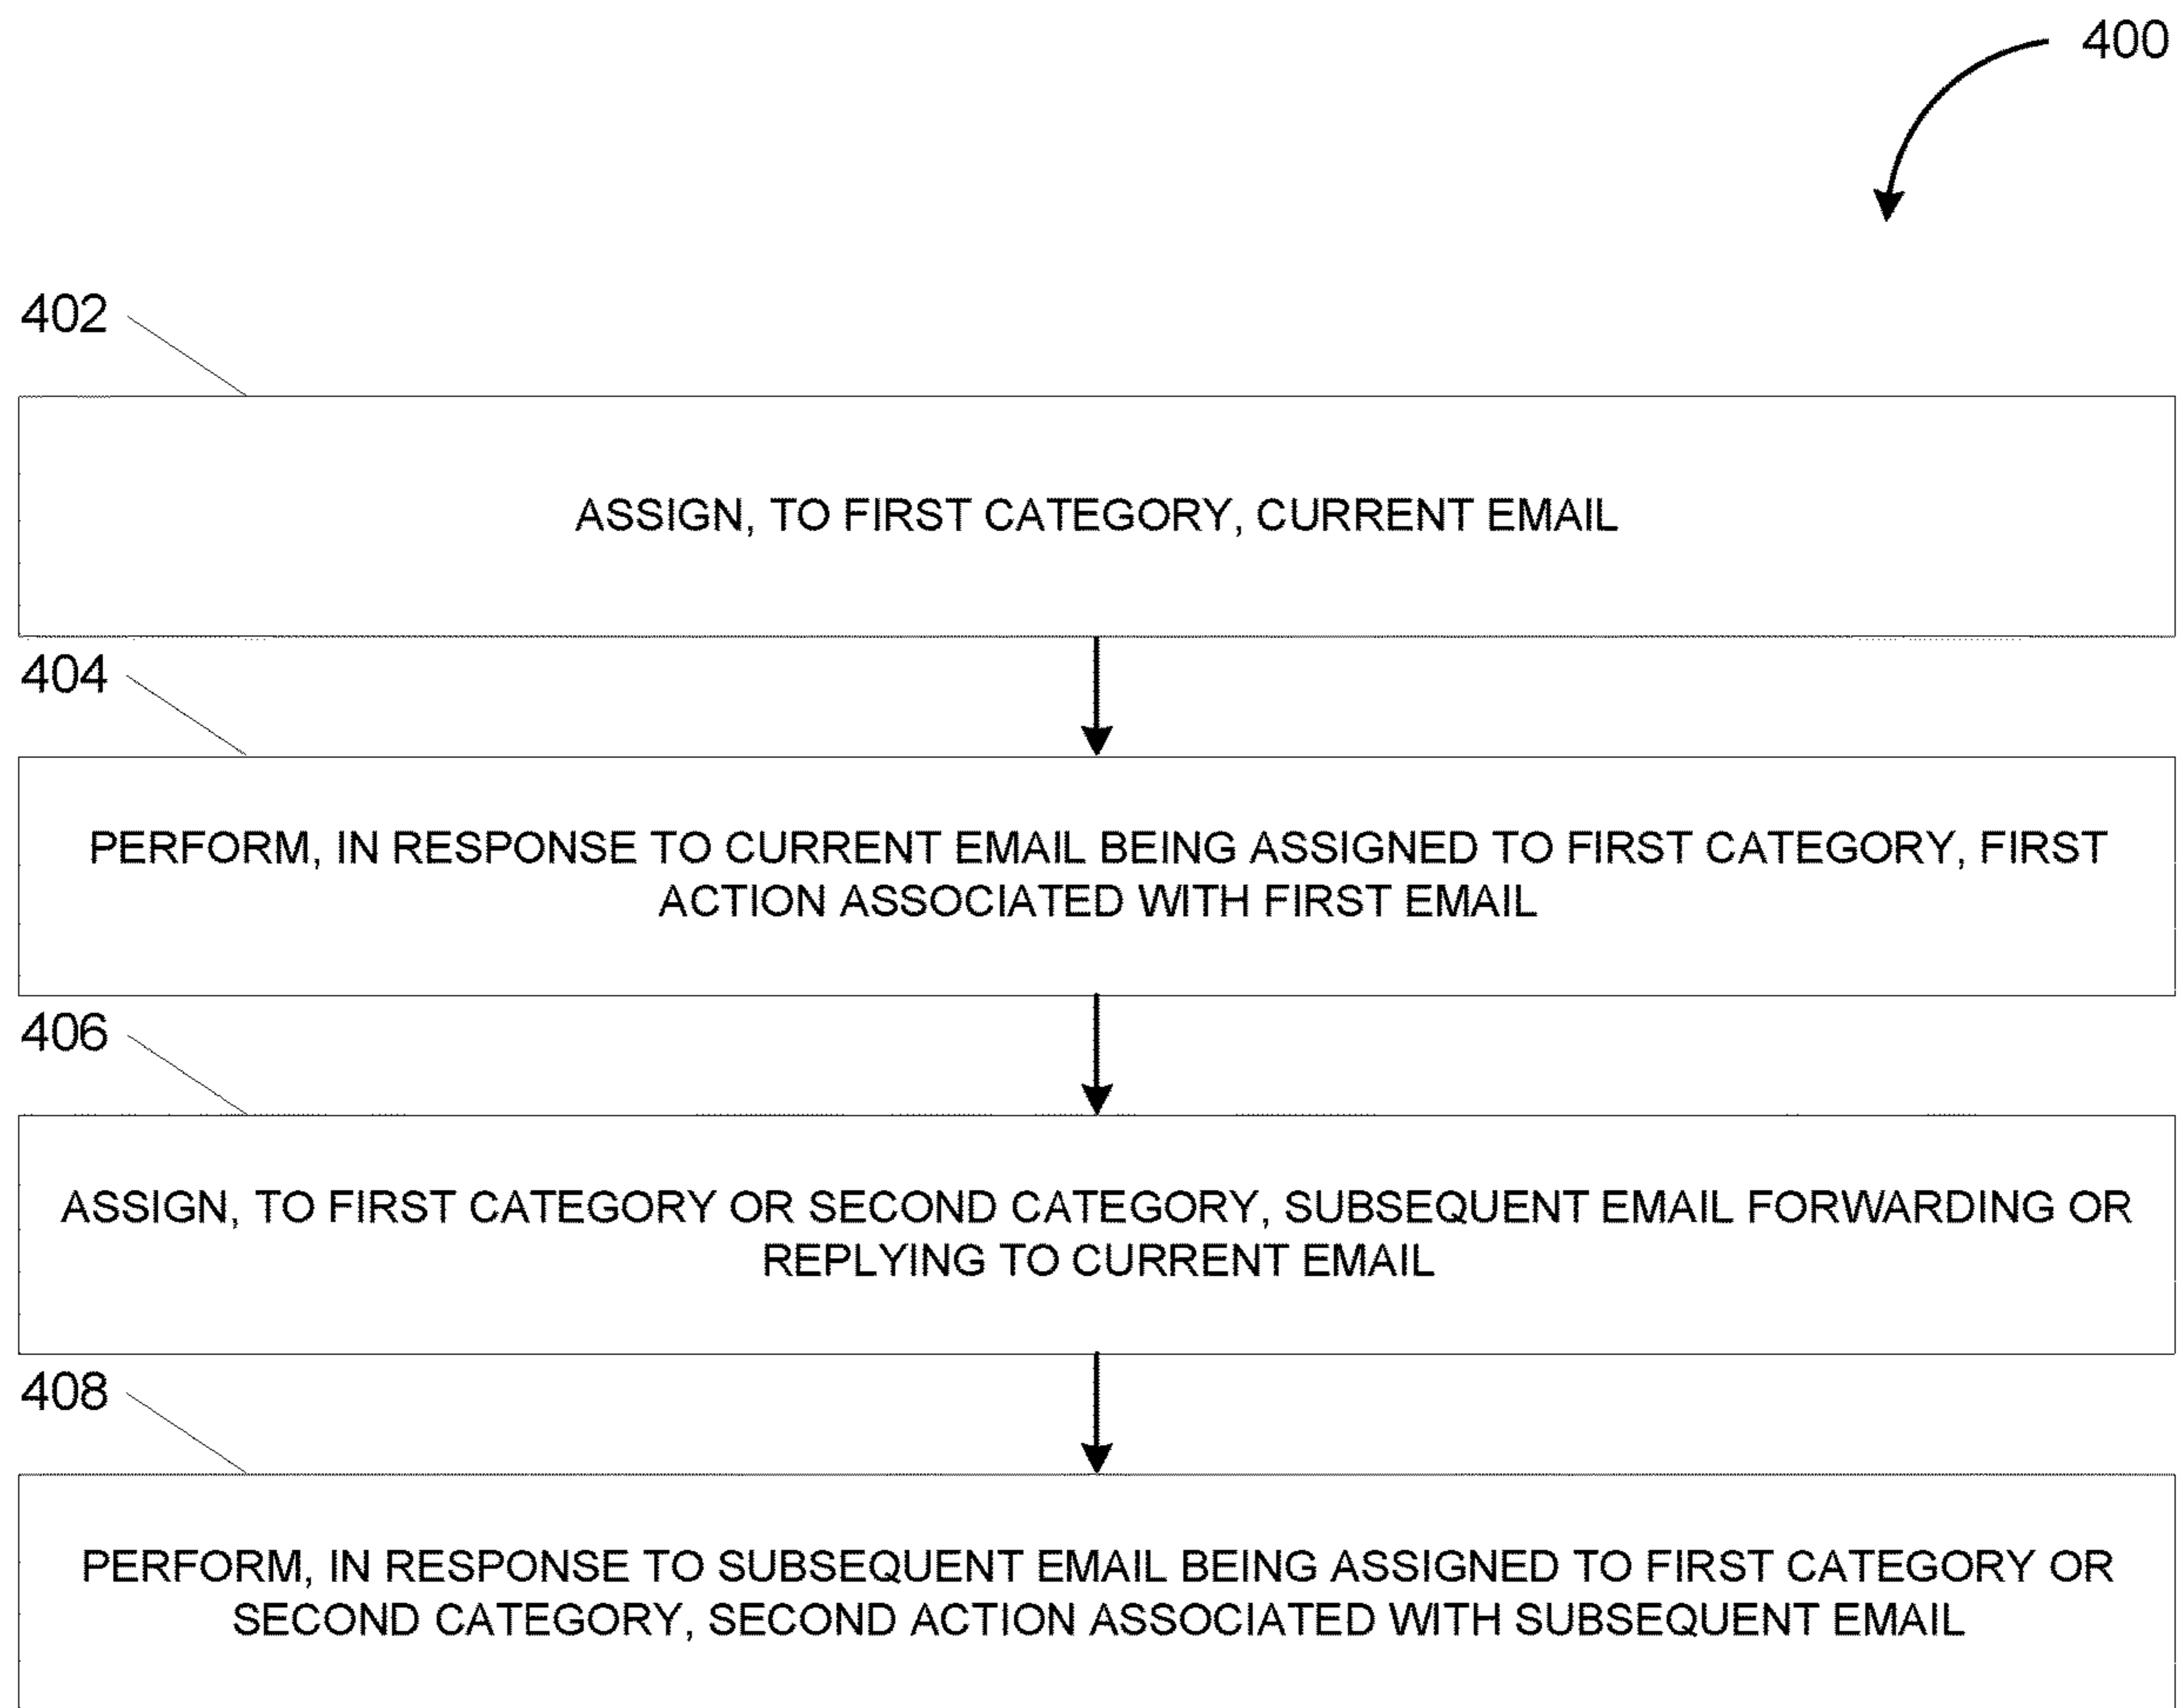 400
402
ASSIGN, TO FIRST CATEGORY, CURRENT EMAIL
404
PERFORM, IN RESPONSE TO CURRENT EMAIL BEING ASSIGNED TO FIRST CATEGORY, FIRST
ACTION ASSOCIATED WITH FIRST EMAIL
406
ASSIGN, TO FIRST CATEGORY OR SECOND CATEGORY, SUBSEQUENT EMAIL FORWARDING OR
REPLYING TO CURRENT EMAIL
408
PERFORM, IN RESPONSE TO SUBSEQUENT EMAIL BEING ASSIGNED TO FIRST CATEGORY OR
SECOND CATEGORY, SECOND ACTION ASSOCIATED WITH SUBSEQUENT EMAIL